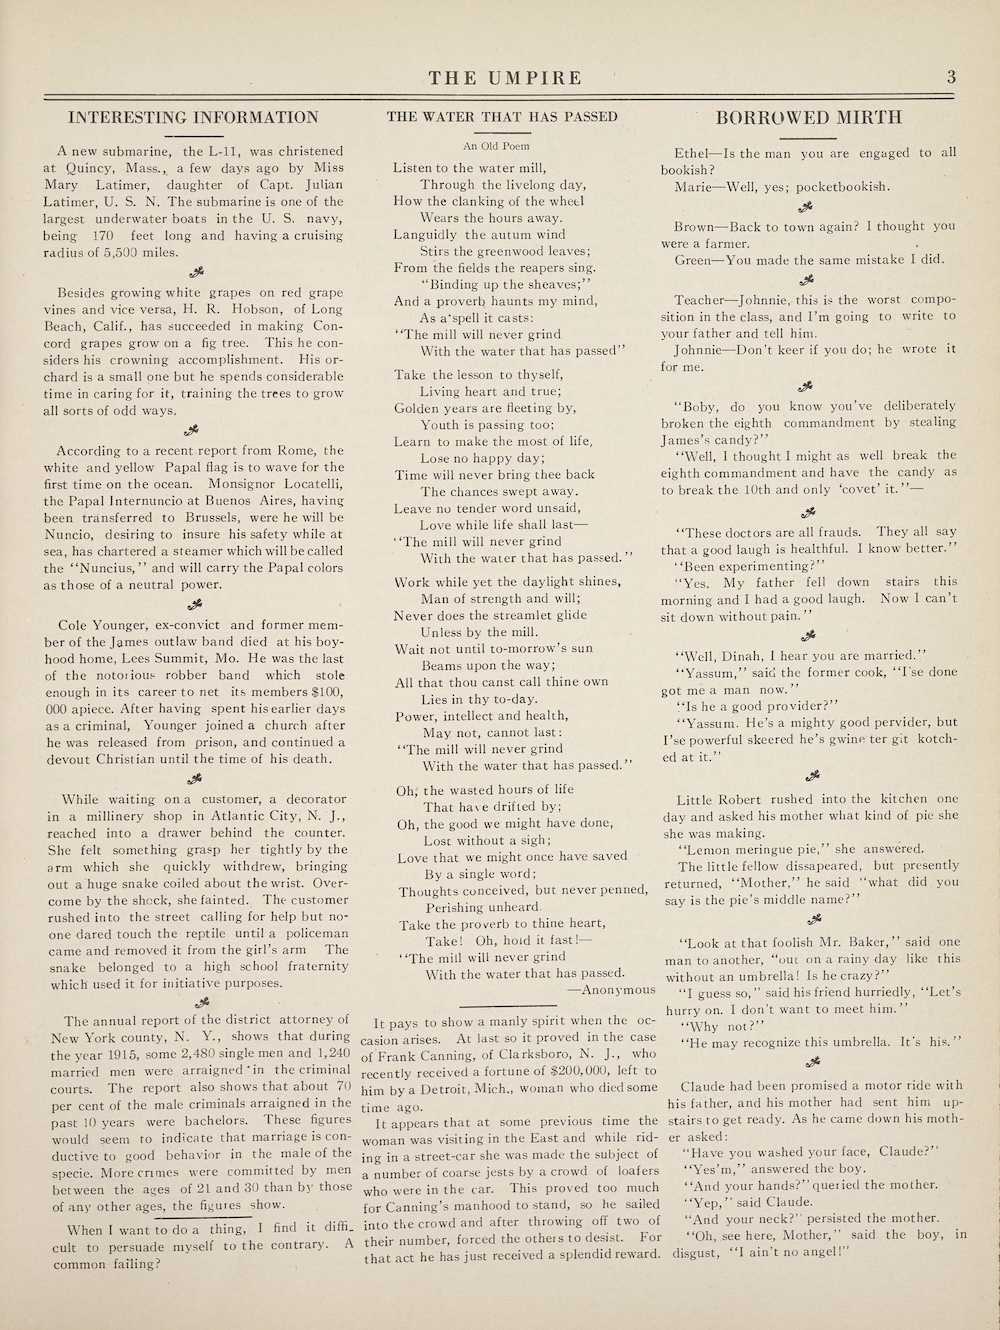 THE UMPIRE
3
INTERESTING INFORMATION
A new submarine, the L-11, was christened
at Quincy, Mass., a few days ago by Miss
Mary Latimer, daughter of Capt. Julian
Latimer, U. S. N. The submarine is one of the
largest underwater boats in the U. S. navy,
being 170 feet long and having a cruising
radius of 5,500 miles.
Besides growing white grapes on red grape
vines and vice versa, H. R. Hobson, of Long
Beach, Calif., has succeeded in making Con-
cord grapes grow on a fig tree. This he con-
siders his crowning accomplishment. His or-
chard is a small one but he spends considerable
time in caring for it, training the trees to grow
all sorts of odd ways.
According to a recent report from Rome, the
white and yellow Papal flag is to wave for the
first time on the ocean. Monsignor Locatelli,
the Papal Internuncio at Buenos Aires, having
been transferred to Brussels, were he will be
Nuncio, desiring to insure his safety while at
sea, has chartered a steamer which will be called
the "Nuncius," and will carry the Papal colors
as those of a neutral power.
Cole Younger, ex-convict and former mem-
ber of the James outlaw band died at his boy-
hood home, Lees Summit, Mo. He was the last
of the notorious robber band which stole
enough in its career to net its members $100,
000 apiece. After having spent his earlier days
as a criminal, Younger joined a church after
he was released from prison, and continued a
devout Christian until the time of his death.
While waiting on a customer, a decorator
in a millinery shop in Atlantic City, N. J.,
reached into a drawer behind the counter.
She felt something grasp her tightly by the
arm which she quickly withdrew, bringing
out a huge snake coiled about the wrist. Over-
come by the shock, she fainted. The customer
rushed into the street calling for help but no-
one dared touch the reptile until a policeman
came and removed it from the girl's arm The
snake belonged to a high school fraternity
which used it for initiative purposes.
The annual report of the district attorney of
New York county, N. Y., shows that during
the year 1915, some 2,480 single men and 1,240
married men were arraigned in the criminal
courts. The report also shows that about 70
per cent of the male criminals arraigned in the
past 10 years were bachelors. These figures
would seem to indicate that marriage is con-
ductive to good behavior in the male of the
specie. More crimes were committed by men
between the ages of 21 and 30 than by those
of any other ages, the figures show.
When I want to do a thing, I find it diffi-
cult to persuade myself to the contrary. A
common failing?
THE WATER THAT HAS PASSED
An Old Poem
Listen to the water mill,
Through the livelong day,
How the clanking of the wheel
Wears the hours away.
Languidly the autum wind
Stirs the greenwood leaves;
From the fields the reapers sing.
"Binding up the sheaves;"
And a proverb haunts my mind,
As a spell it casts:
"The mill will never grind
With the water that has passed"
Take the lesson to thyself,
Living heart and true;
Golden years are fleeting by,
Youth is passing too;
Learn to make the most of life,
Lose no happy day;
Time will never bring thee back
The chances swept away.
Leave no tender word unsaid,
Love while life shall last—
"The mill will never grind
With the water that has passed."
Work while yet the daylight shines,
Man of strength and will;
Never does the streamlet glide
Unless by the mill.
Wait not until to-morrow's sun
Beams upon the way;
All that thou canst call thine own
Lies in thy to-day.
Power, intellect and health,
May not, cannot last:
"The mill will never grind
With the water that has passed."
Oh, the wasted hours of life
That have drifted by;
Oh, the good we might have done,
Lost without a sigh;
Love that we might once have saved
By a single word;
Thoughts conceived, but never penned,
Perishing unheard.
Take the proverb to thine heart,
Take! Oh, hold it fast!—
"The mill will never grind
With the water that has passed.
—Anonymous
It pays to show a manly spirit when the oc-
casion arises. At last so it proved in the case
of Frank Canning, of Clarksboro, N. J., who
recently received a fortune of $200,000, left to
him by a Detroit, Mich., woman who died some
time ago.
It appears that at some previous time the
woman was visiting in the East and while rid-
ing in a street-car she was made the subject of
a number of coarse jests by a crowd of loafers
who were in the car. This proved too much
for Canning's manhood to stand, so he sailed
into the crowd and after throwing off two of
their number, forced the others to desist. For
that act he has just received a splendid reward.
BORROWED MIRTH
Ethel—Is the man you are engaged to all
bookish?
Marie—Well, yes; pocketbookish.
Brown—Back to town again? I thought you
were a farmer.
Green—You made the same mistake I did.
Teacher—Johnnie, this is the worst compo-
sition in the class, and I'm going to write to
your father and tell him.
Johnnie—Don't keer if you do; he wrote it
for me.
"Boby, do you know you've deliberately
broken the eighth commandment by stealing
James's candy?"
"Well, I thought I might as well break the
eighth commandment and have the candy as
to break the 10th and only 'covet' it."—
"These doctors are all frauds. They all say
that a good laugh is healthful. I know better."
"Been experimenting?"
"Yes. My father fell down stairs this
morning and I had a good laugh. Now I can't
sit down without pain."
"Well, Dinah, I hear you are married."
"Yassum," said the former cook, "I'se done
got me a man now."
"Is he a good provider?"
"Yassum. He's a mighty good pervider, but
I'se powerful skeered he's gwine ter git kotch-
ed at it."
Little Robert rushed into the kitchen one
day and asked his mother what kind of pie she
she was making.
"Lemon meringue pie," she answered.
The little fellow dissapeared, but presently
returned, "Mother," he said "what did you
say is the pie's middle name?"
"Look at that foolish Mr. Baker," said one
man to another, "out on a rainy day like this
without an umbrella! Is he crazy?"
"I guess so," said his friend hurriedly, "Let's
hurry on. I don't want to meet him."
"Why not?"
"He may recognize this umbrella. It's his."
Claude had been promised a motor ride with
his father, and his mother had sent him up-
stairs to get ready. As he came down his moth-
er asked:
"Have you washed your face, Claude?"
"Yes'm," answered the boy.
"And your hands?" queried the mother.
"Yep," said Claude.
"And your neck?" persisted the mother.
"Oh, see here, Mother," said the boy, in
disgust, "I ain't no angel!"